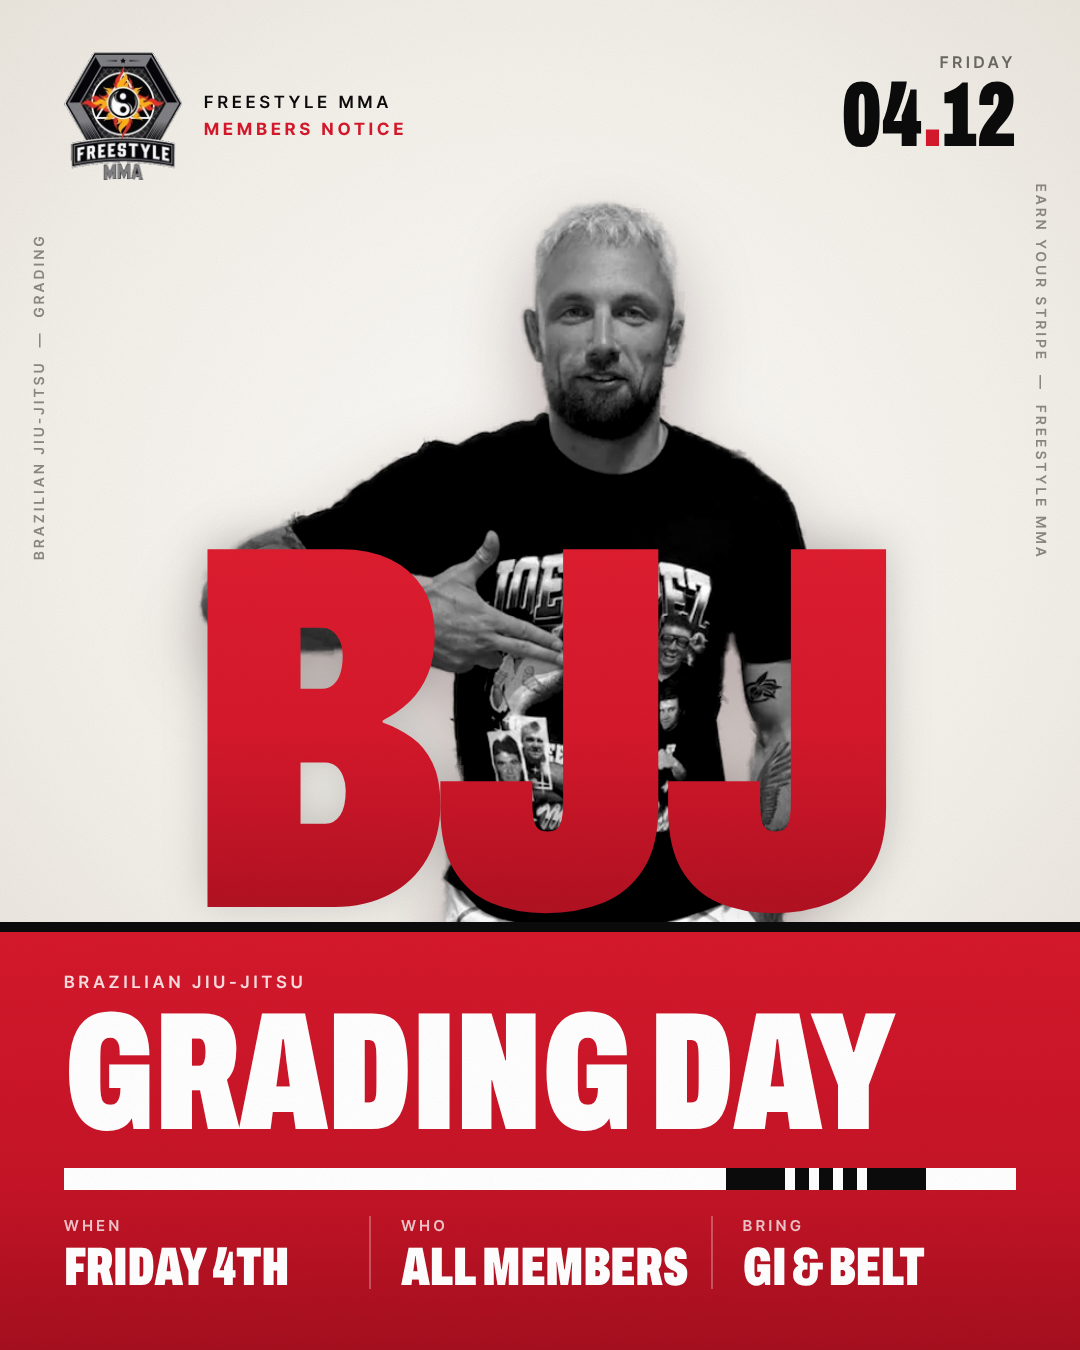 FREESTYLE
MMA
FREESTYLE MMA
MEMBERS NOTICE
FRIDAY
04.12
BRAZILIAN JIU-JITSU — GRADING
EARN YOUR STRIPE — FREESTYLE MMA
BJJ
BRAZILIAN JIU-JITSU
GRADING DAY
WHEN
FRIDAY 4TH
WHO
ALL MEMBERS
BRING
GI & BELT